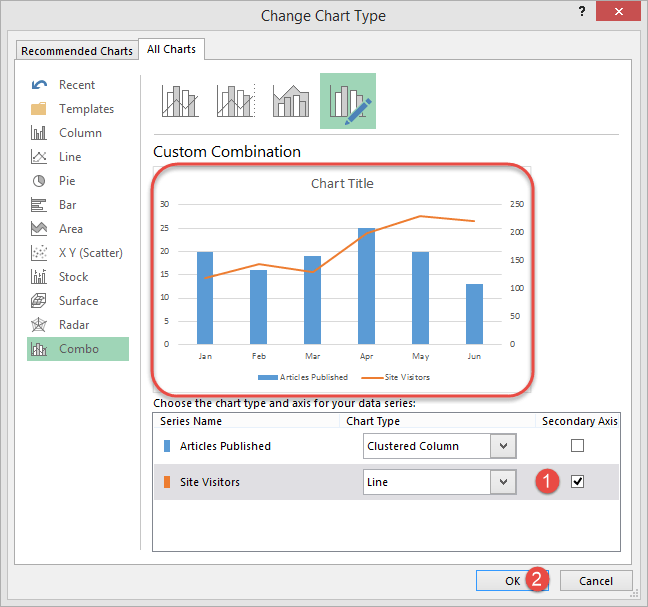 Change Chart Type
?
Recommended Charts All Charts
Recent
Templates
Column
Line
Pie
Bar
Area
X Y (Scatter)
Stock
Surface
Radar
Combo
Custom Combination
Chart Title
30 250
25
200
20
150
15
100
10
50
5
0 0
Jan Feb Mar Apr May Jun
Articles Published Site Visitors
Choose the chart type and axis for your data series:
Series Name Chart Type Secondary Axis
Articles Published Clustered Column
Site Visitors Line 1
OK 2 Cancel